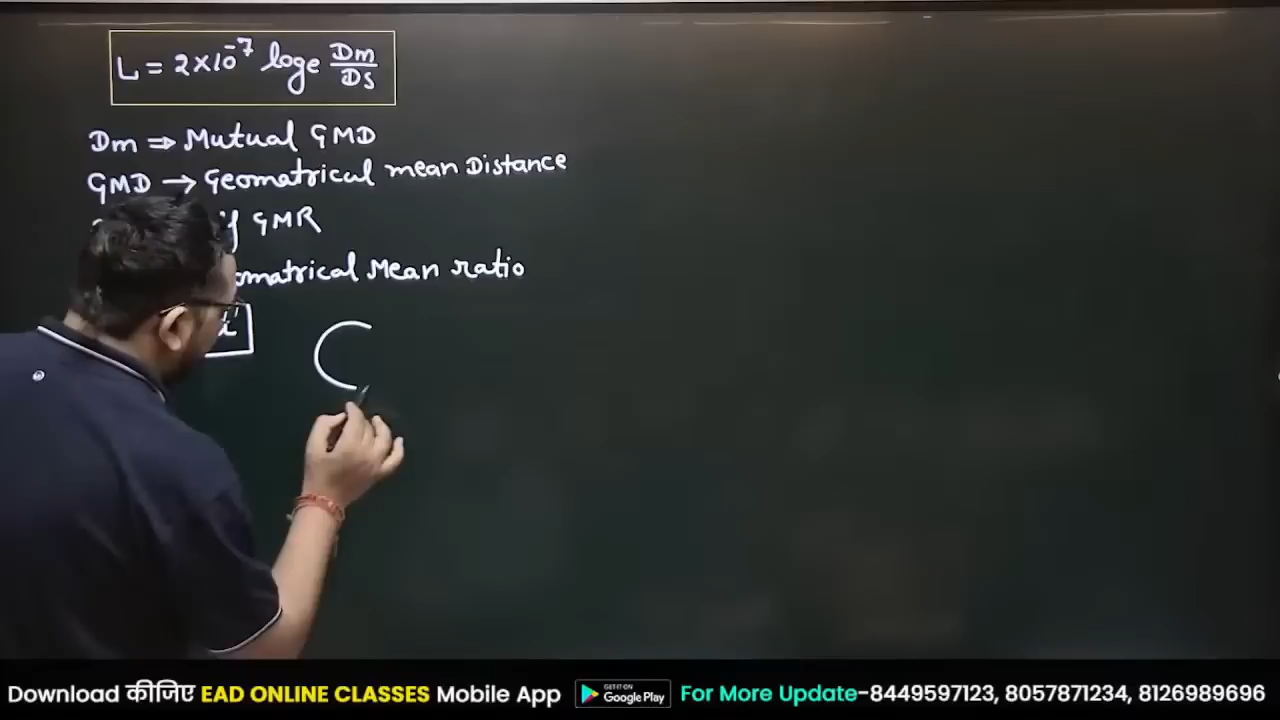 L = 2×10⁻⁷ loge Dm/Ds
Dm ⇒ Mutual GMD
GMD → Geomatrical mean Distance
GMR
omatrical Mean ratio
Download कीजिए EAD ONLINE CLASSES Mobile App GET IT ON Google Play For More Update-8449597123, 8057871234, 8126989696